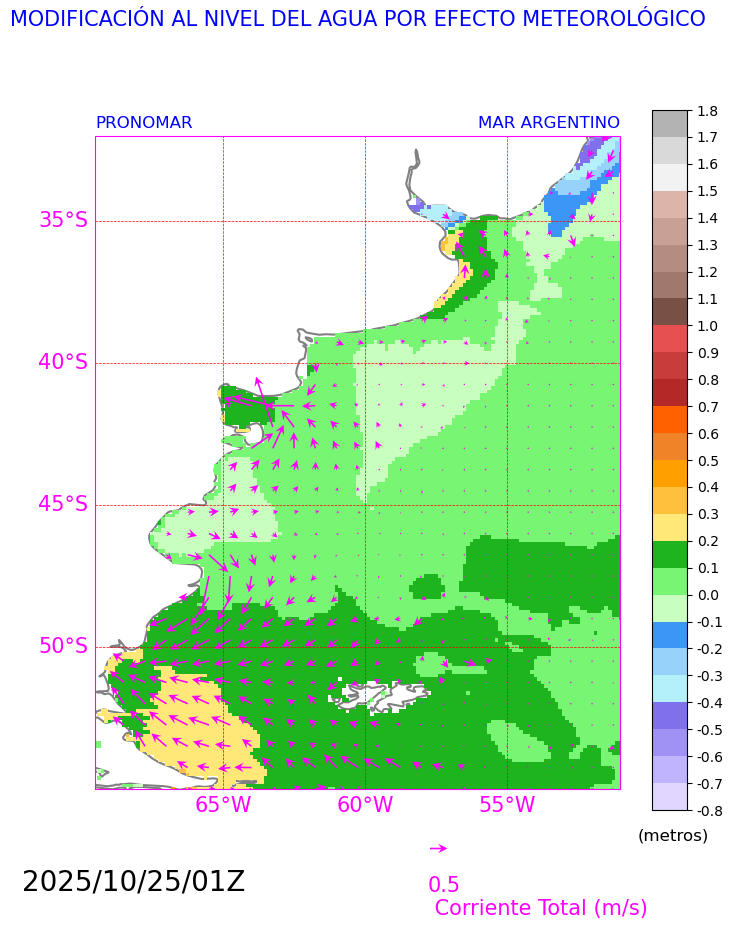 MODIFICACIÓN AL NIVEL DEL AGUA POR EFECTO METEOROLÓGICO
PRONOMAR MAR ARGENTINO
1.8
1.7
1.6
1.5
1.4
1.3
1.2
1.1
1.0
0.9
0.8
0.7
0.6
0.5
0.4
0.3
0.2
0.1
0.0
-0.1
-0.2
-0.3
-0.4
-0.5
-0.6
-0.7
-0.8
(metros)
35°S
40°S
45°S
50°S
65°W 60°W 55°W
2025/10/25/01Z
0.5
Corriente Total (m/s)